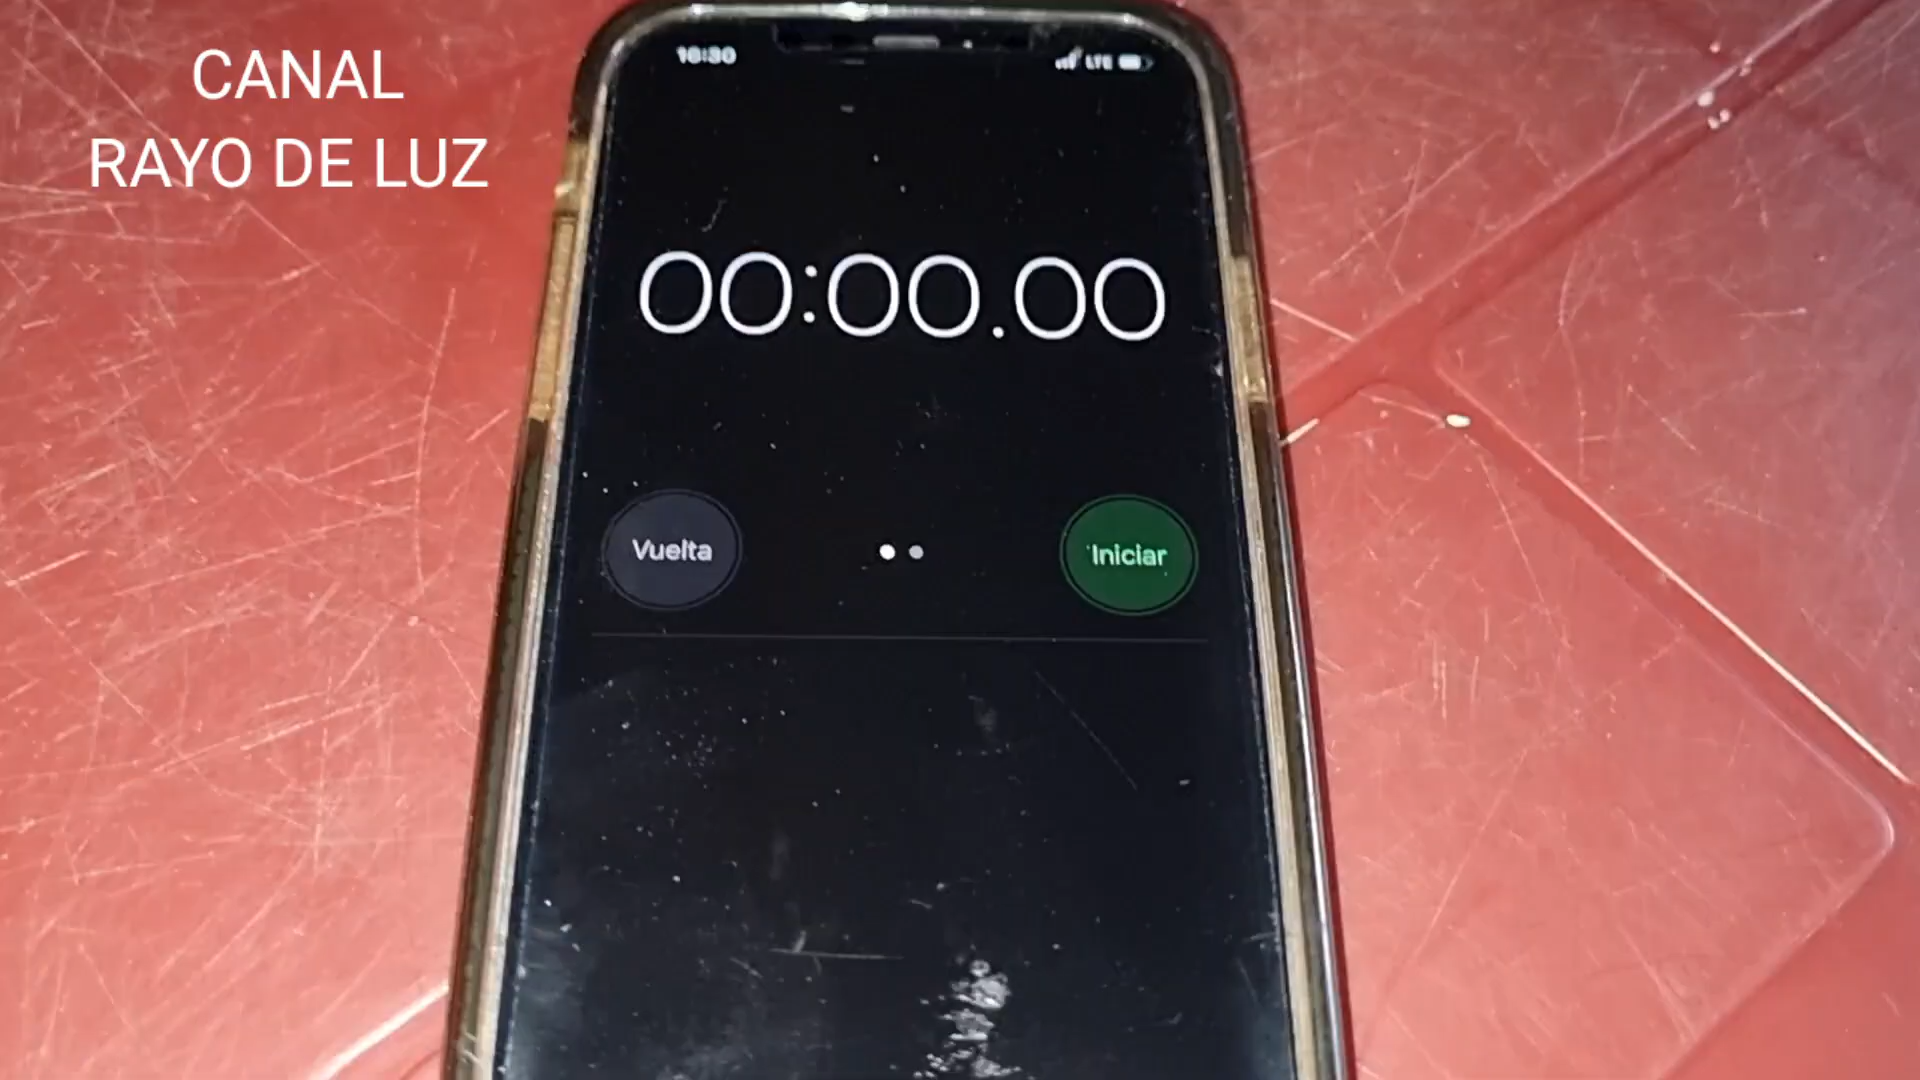 CANAL
RAYO DE LUZ
16:30
LTE
00:00.00
Vuelta
Iniciar